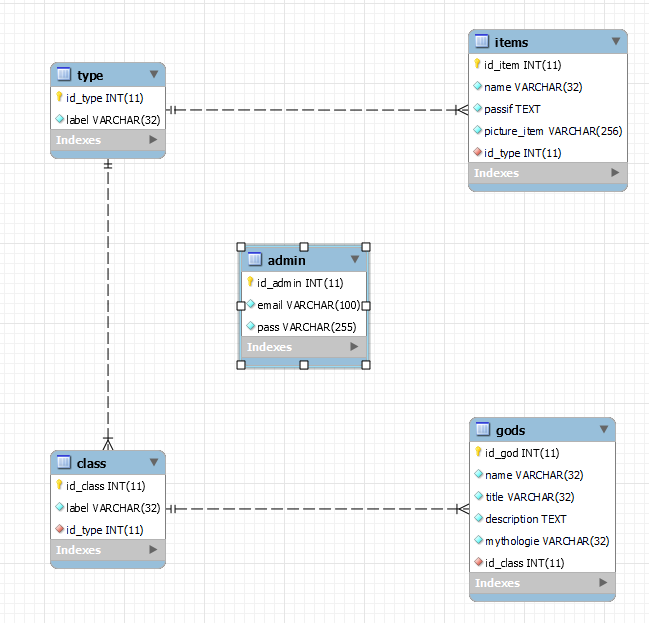 type
id_type INT(11)
label VARCHAR(32)
Indexes
items
id_item INT(11)
name VARCHAR(32)
passif TEXT
picture_item VARCHAR(256)
id_type INT(11)
Indexes
admin
id_admin INT(11)
email VARCHAR(100)
pass VARCHAR(255)
Indexes
class
id_class INT(11)
label VARCHAR(32)
id_type INT(11)
Indexes
gods
id_god INT(11)
name VARCHAR(32)
title VARCHAR(32)
description TEXT
mythologie VARCHAR(32)
id_class INT(11)
Indexes